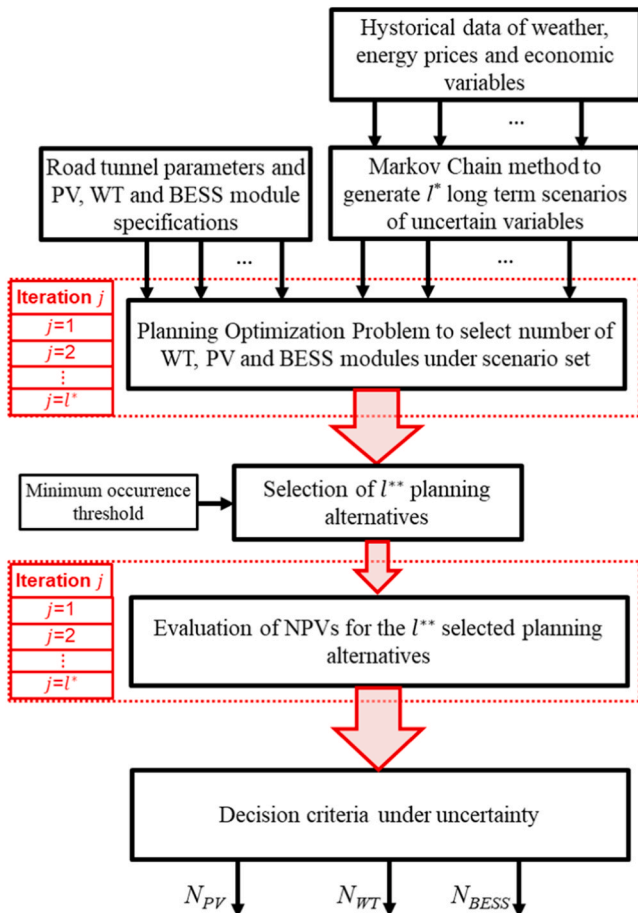 Hystorical data of weather,
energy prices and economic
variables
...
Road tunnel parameters and
PV, WT and BESS module
specifications
Markov Chain method to
generate l* long term scenarios
of uncertain variables
...
...
Iteration j
j=1
j=2
⋮
j=l*
Planning Optimization Problem to select number of
WT, PV and BESS modules under scenario set
Minimum occurrence
threshold
Selection of l** planning
alternatives
Iteration j
j=1
j=2
⋮
j=l*
Evaluation of NPVs for the l** selected planning
alternatives
Decision criteria under uncertainty
N_PV N_WT N_BESS